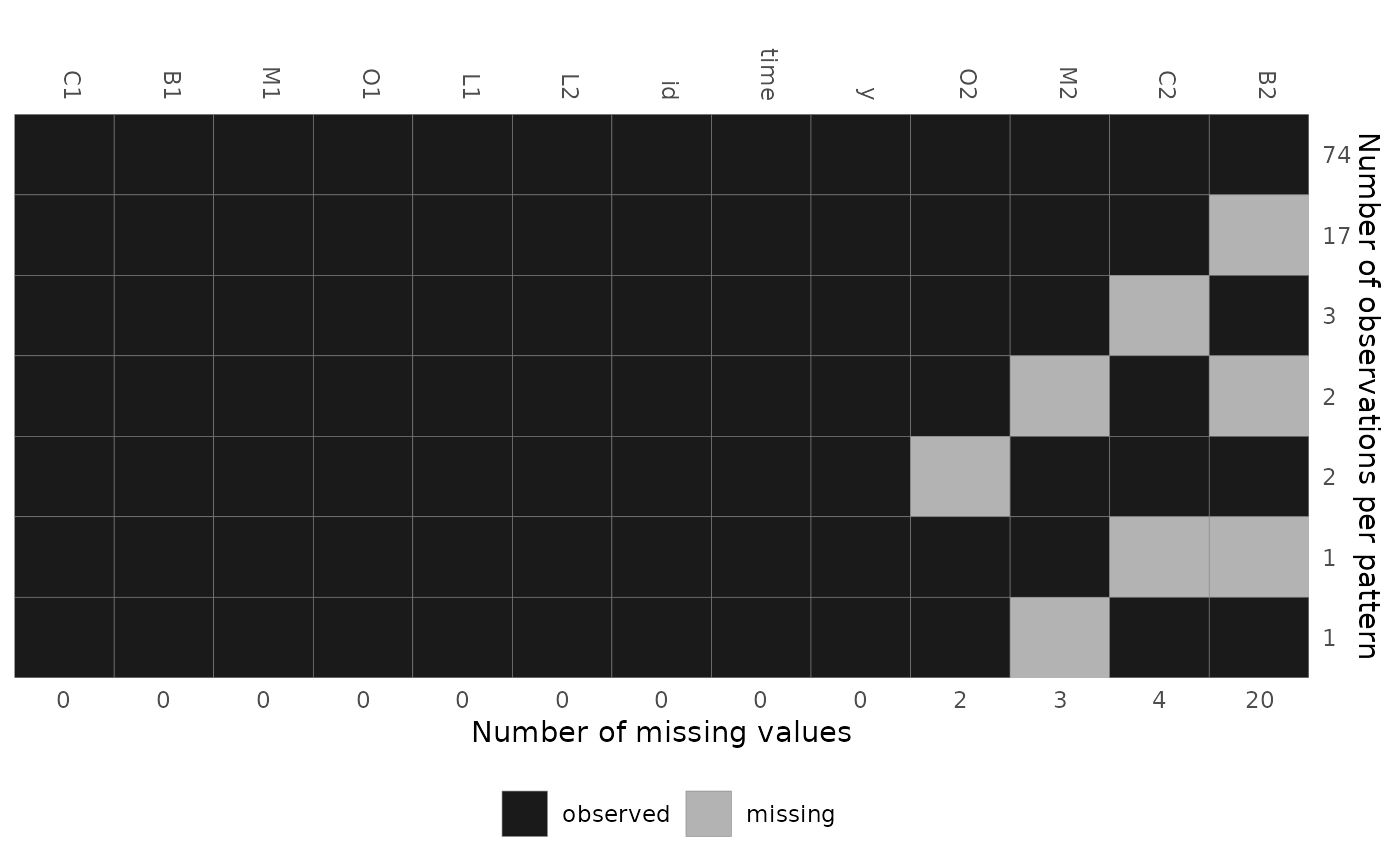 C1 B1 M1 O1 L1 L2 id time y O2 M2 C2 B2
74
17
3
2
2
1
1
Number of observations per pattern
0 0 0 0 0 0 0 0 0 2 3 4 20
Number of missing values
observed missing